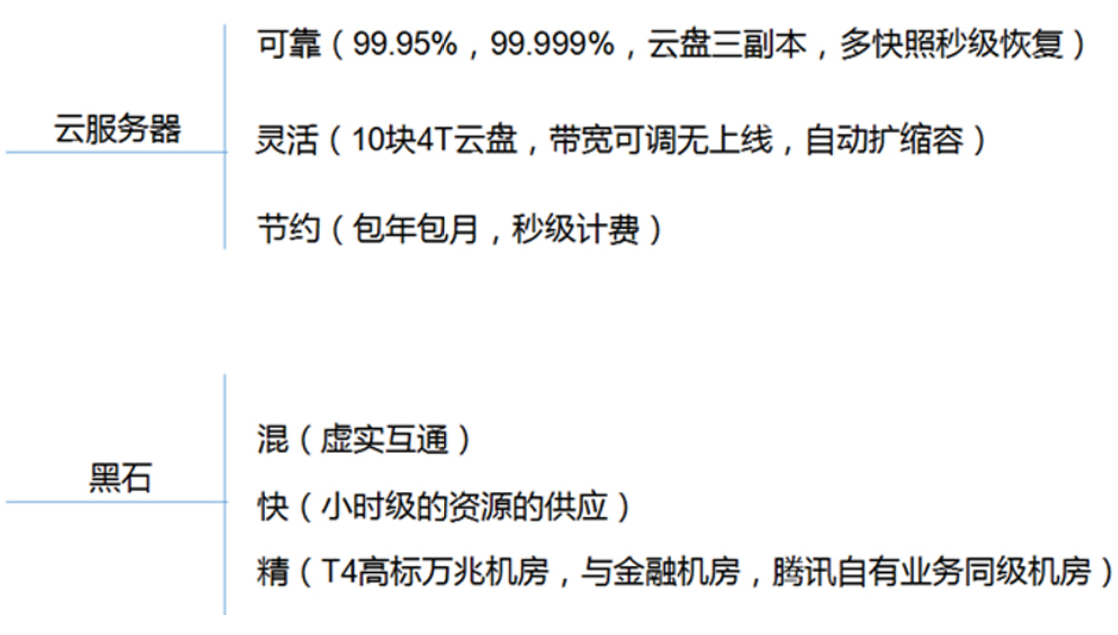 可靠（99.95%，99.999%，云盘三副本，多快照秒级恢复）
云服务器
灵活（10块4T云盘，带宽可调无上线，自动扩缩容）
节约（包年包月，秒级计费）
混（虚实互通）
黑石
快（小时级的资源的供应）
精（T4高标万兆机房，与金融机房，腾讯自有业务同级机房）